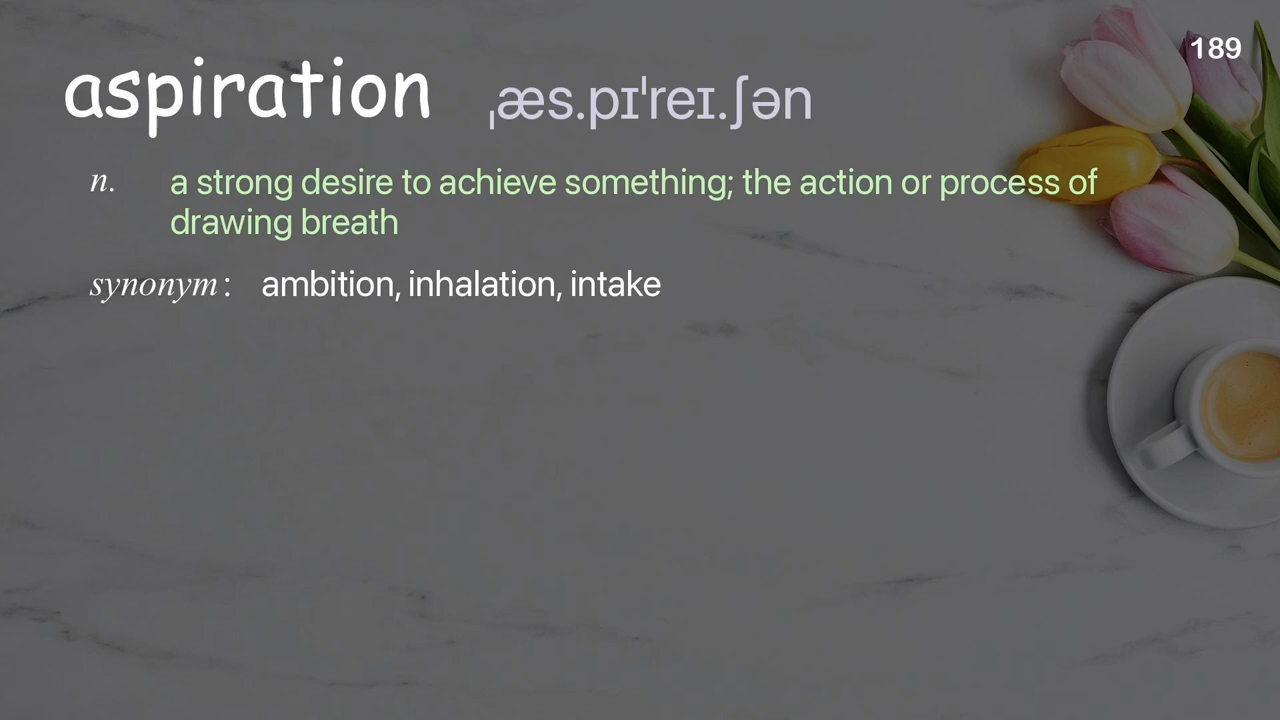 189
aspiration ˌæs.pɪˈreɪ.ʃən
n. a strong desire to achieve something; the action or process of
drawing breath
synonym: ambition, inhalation, intake